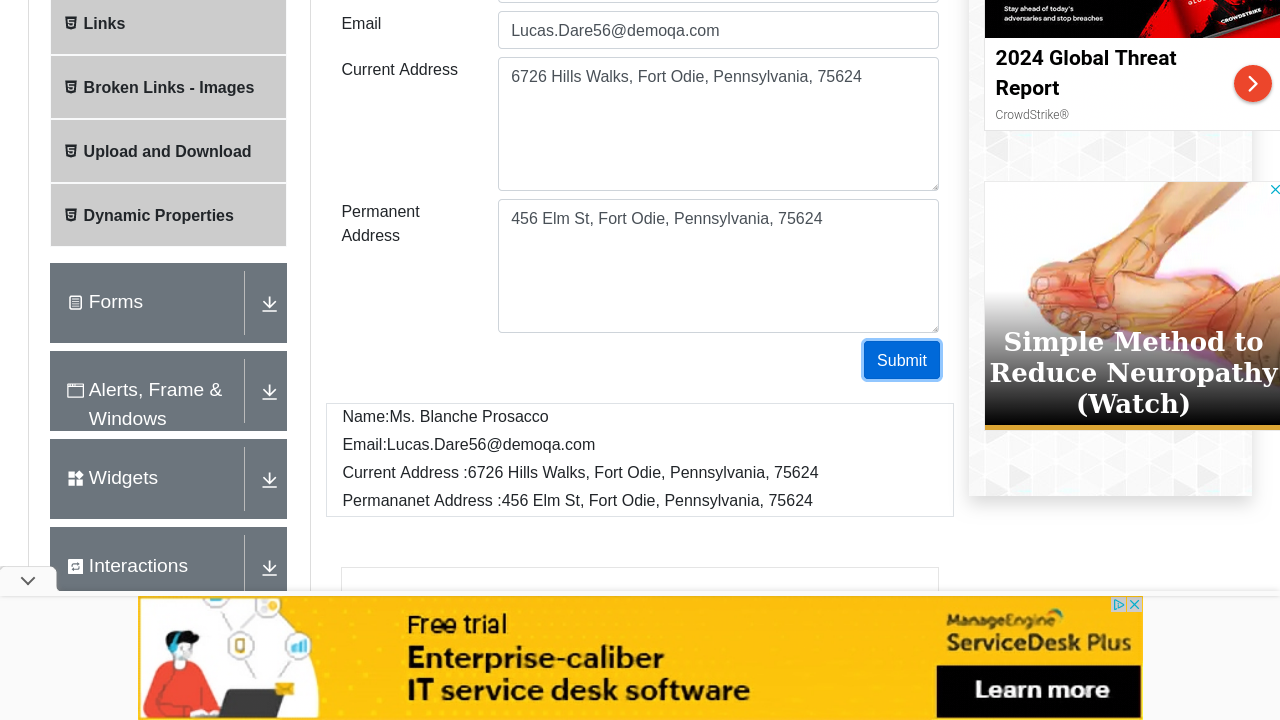 Links
Broken Links - Images
Upload and Download
Dynamic Properties
Forms
Alerts, Frame &
Windows
Widgets
Interactions
Email
Lucas.Dare56@demoqa.com
Current Address
6726 Hills Walks, Fort Odie, Pennsylvania, 75624
Permanent
Address
456 Elm St, Fort Odie, Pennsylvania, 75624
Submit
Name:Ms. Blanche Prosacco
Email:Lucas.Dare56@demoqa.com
Current Address :6726 Hills Walks, Fort Odie, Pennsylvania, 75624
Permananet Address :456 Elm St, Fort Odie, Pennsylvania, 75624
Stay ahead of today's
adversaries and stop breaches
CROWDSTRIKE
2024 Global Threat
Report
CrowdStrike®
Simple Method to
Reduce Neuropathy
(Watch)
Free trial
Enterprise-caliber
IT service desk software
ManageEngine
ServiceDesk Plus
Learn more